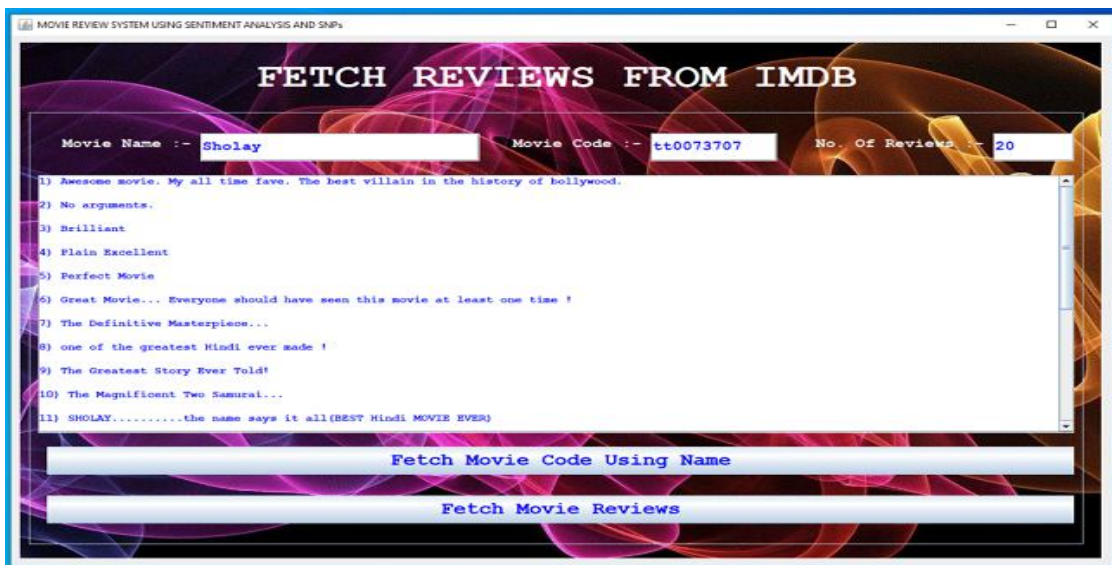 MOVIE REVIEW SYSTEM USING SENTIMENT ANALYSIS AND SNPs
FETCH REVIEWS FROM IMDB
Movie Name :- Sholay Movie Code :- tt0073707 No. Of Reviews :- 20
1) Awesome movie. My all time fave. The best villain in the history of bollywood.
2) No arguments.
3) Brilliant
4) Plain Excellent
5) Perfect Movie
6) Great Movie... Everyone should have seen this movie at least one time !
7) The Definitive Masterpiece...
8) one of the greatest Hindi ever made !
9) The Greatest Story Ever Told!
10) The Magnificent Two Samurai...
11) SHOLAY..........the name says it all(BEST Hindi MOVIE EVER)
Fetch Movie Code Using Name
Fetch Movie Reviews